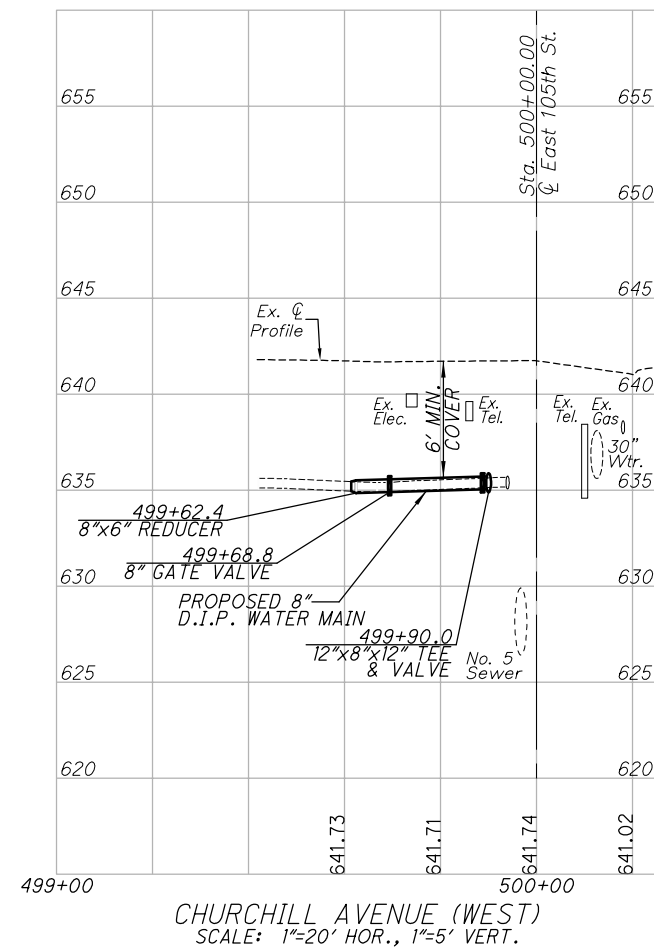 Sta. 500+00.00
℄ East 105th St.
655
655
650
650
645
645
Ex. ℄
Profile
640
640
Ex.
Elec.
6' MIN.
COVER
Ex.
Tel.
Ex.
Tel.
Ex.
Gas
30"
Wtr.
635
635
499+62.4
8"x6" REDUCER
499+68.8
8" GATE VALVE
630
630
PROPOSED 8"
D.I.P. WATER MAIN
499+90.0
12"x8"x12" TEE
& VALVE
No. 5
Sewer
625
625
620
620
641.73
641.71
641.74
641.02
499+00
500+00
CHURCHILL AVENUE (WEST)
SCALE: 1"=20' HOR., 1"=5' VERT.